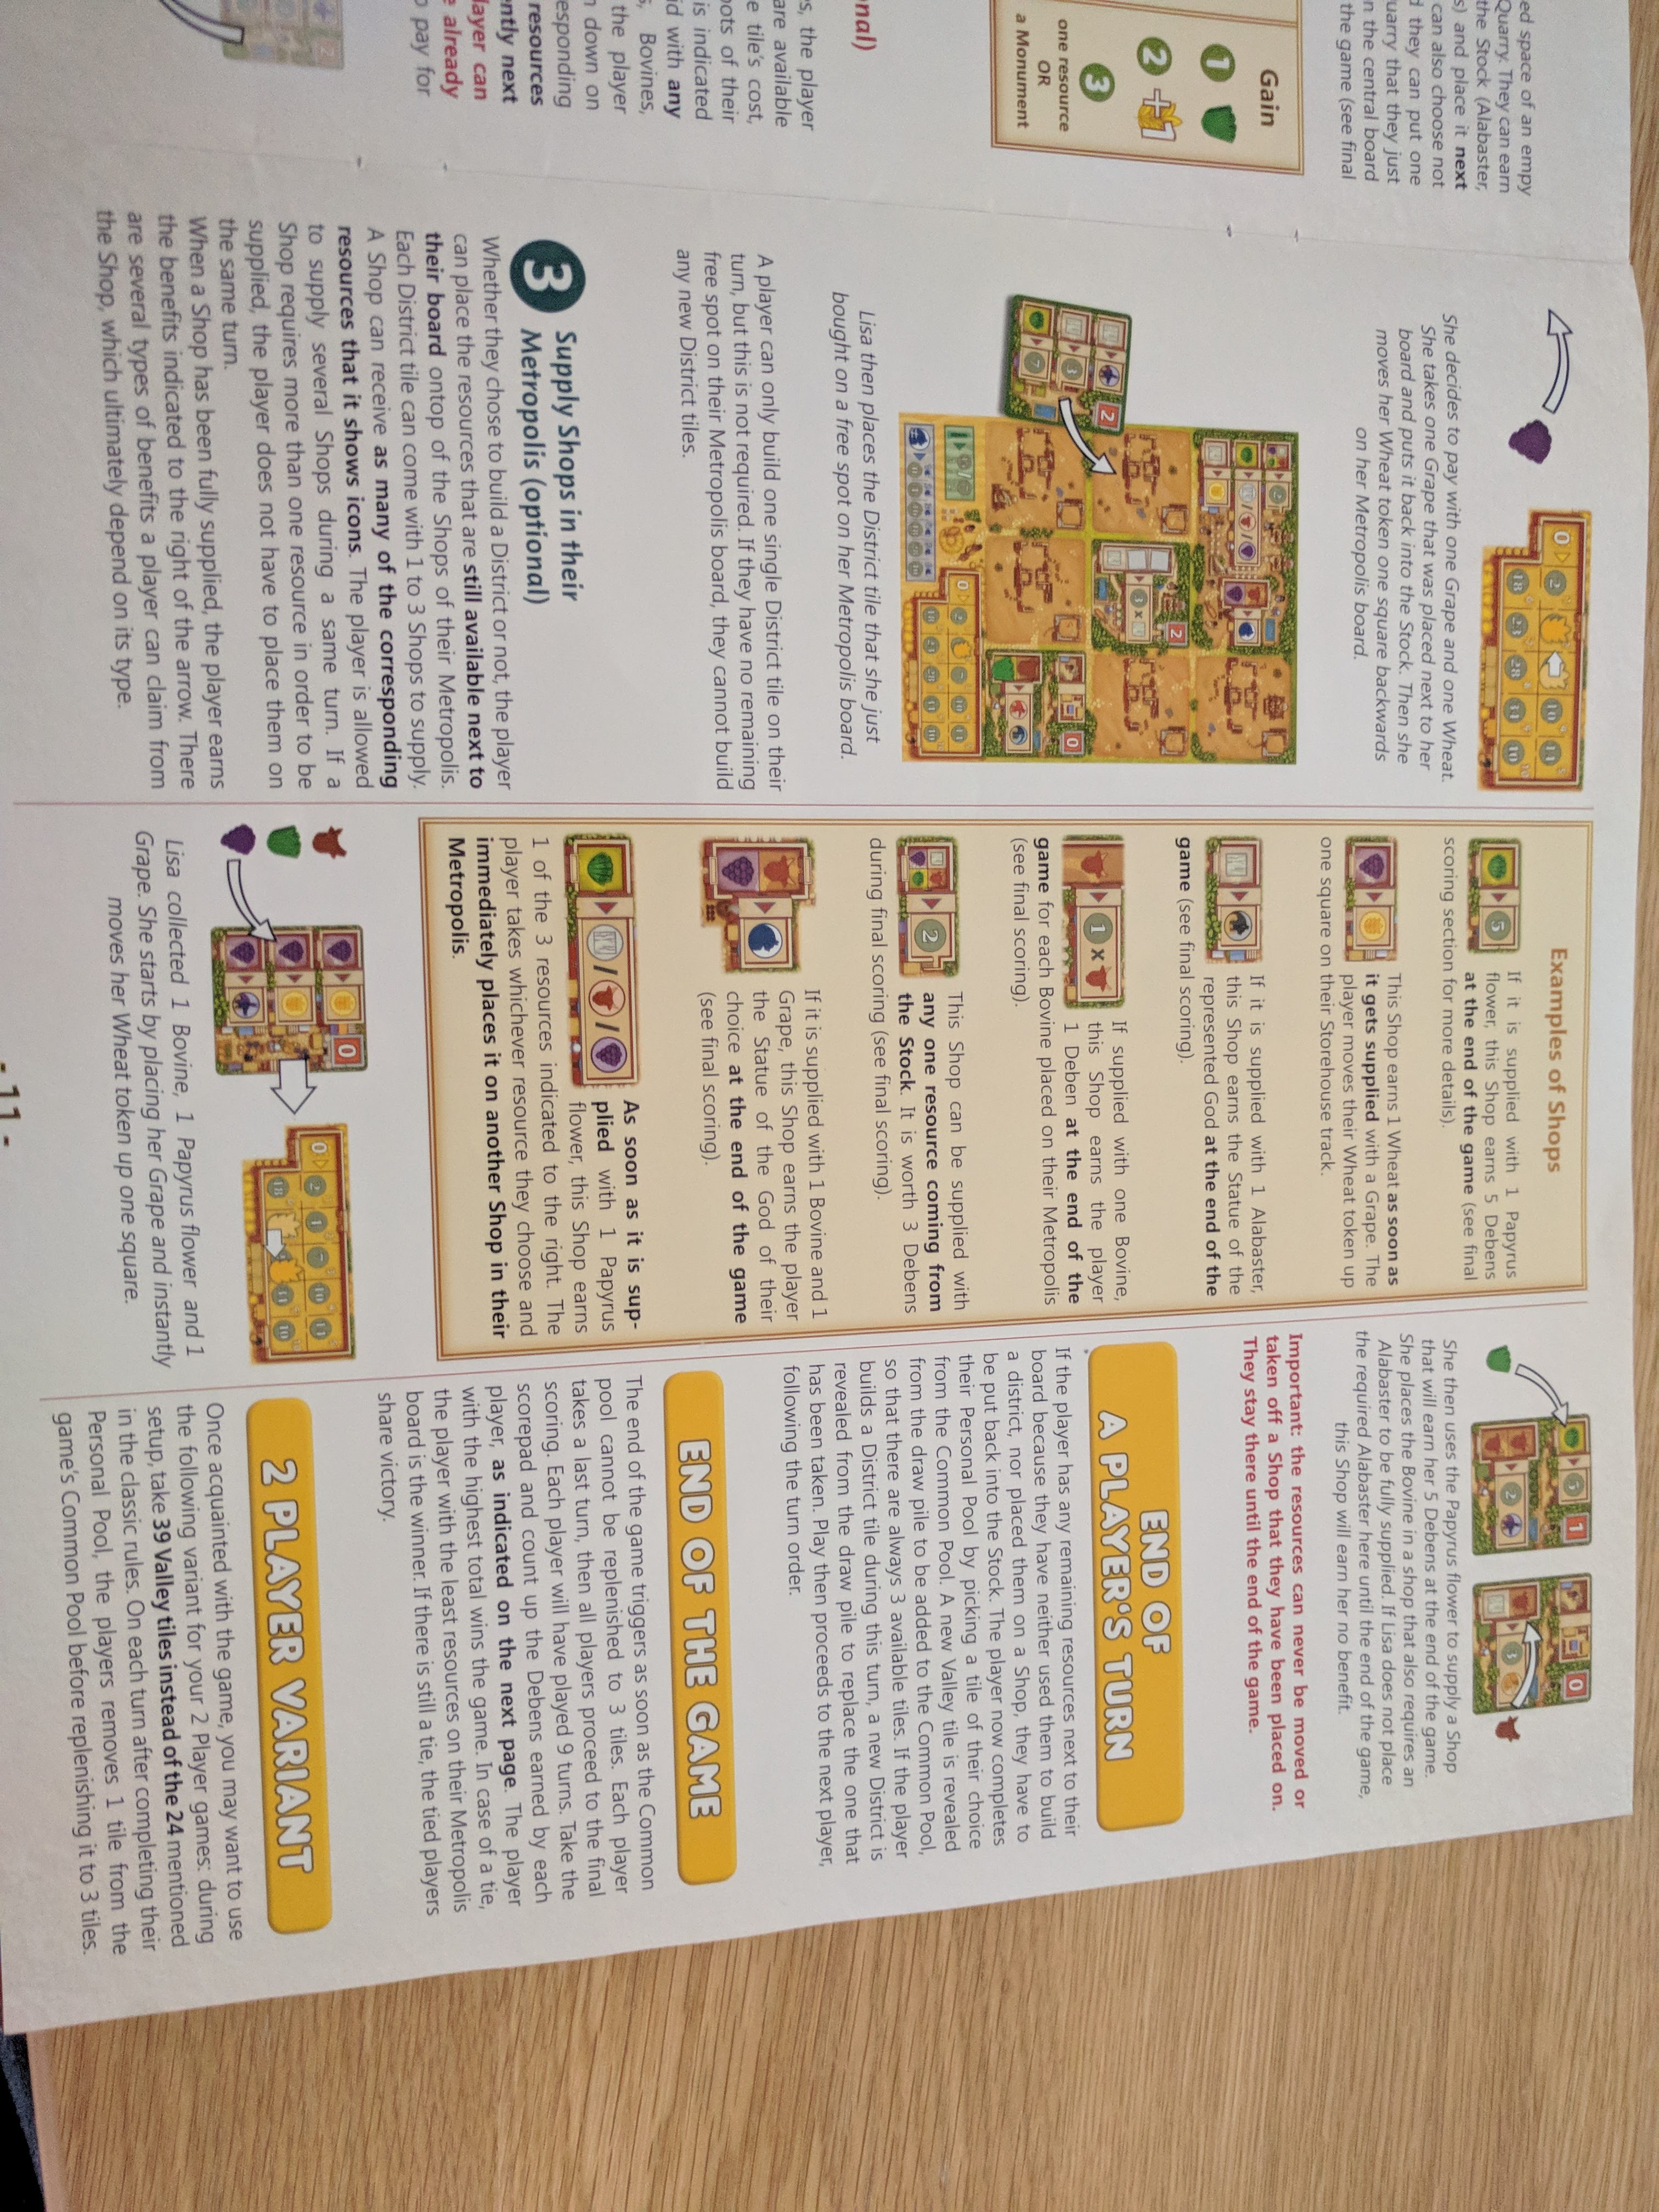 ed space of an empy
Quarry. They can earn
the Stock (Alabaster,
s) and place it next
can also choose not
d they can put one
uarry that they just
n the central board
the game (see final
Gain
1
2 +1
3
one resource
OR
a Monument
nal)
s, the player
are available
e tile's cost,
ots of their
is indicated
id with any
, Bovines,
the player
n down on
esponding
resources
ntly next
layer can
already
pay for
She decides to pay with one Grape and one Wheat.
She takes one Grape that was placed next to her
board and puts it back into the Stock. Then she
moves her Wheat token one square backwards
on her Metropolis board.
Lisa then places the District tile that she just
bought on a free spot on her Metropolis board.
A player can only build one single District tile on their
turn, but this is not required. If they have no remaining
free spot on their Metropolis board, they cannot build
any new District tiles.
3 Supply Shops in their
Metropolis (optional)
Whether they chose to build a District or not, the player
can place the resources that are still available next to
their board ontop of the Shops of their Metropolis.
Each District tile can come with 1 to 3 Shops to supply.
A Shop can receive as many of the corresponding
resources that it shows icons. The player is allowed
to supply several Shops during a same turn. If a
Shop requires more than one resource in order to be
supplied, the player does not have to place them on
the same turn.
When a Shop has been fully supplied, the player earns
the benefits indicated to the right of the arrow. There
are several types of benefits a player can claim from
the Shop, which ultimately depend on its type.
Examples of Shops
5
If it is supplied with 1 Papyrus
flower, this Shop earns 5 Debens
at the end of the game (see final
scoring section for more details).
This Shop earns 1 Wheat as soon as
it gets supplied with a Grape. The
player moves their Wheat token up
one square on their Storehouse track.
If it is supplied with 1 Alabaster,
this Shop earns the Statue of the
represented God at the end of the
game (see final scoring).
1 x
If supplied with one Bovine,
this Shop earns the player
1 Deben at the end of the
game for each Bovine placed on their Metropolis
(see final scoring).
2
This Shop can be supplied with
any one resource coming from
the Stock. It is worth 3 Debens
during final scoring (see final scoring).
If it is supplied with 1 Bovine and 1
Grape, this Shop earns the player
the Statue of the God of their
choice at the end of the game
(see final scoring).
/ /
As soon as it is sup-
plied with 1 Papyrus
flower, this Shop earns
1 of the 3 resources indicated to the right. The
player takes whichever resource they choose and
immediately places it on another Shop in their
Metropolis.
0
Lisa collected 1 Bovine, 1 Papyrus flower and 1
Grape. She starts by placing her Grape and instantly
moves her Wheat token up one square.
5 1
2
0
3
She then uses the Papyrus flower to supply a Shop
that will earn her 5 Debens at the end of the game.
She places the Bovine in a shop that also requires an
Alabaster to be fully supplied. If Lisa does not place
the required Alabaster here until the end of the game,
this Shop will earn her no benefit.
Important: the resources can never be moved or
taken off a Shop that they have been placed on.
They stay there until the end of the game.
END OF
A PLAYER'S TURN
If the player has any remaining resources next to their
board because they have neither used them to build
a district, nor placed them on a Shop, they have to
be put back into the Stock. The player now completes
their Personal Pool by picking a tile of their choice
from the Common Pool. A new Valley tile is revealed
from the draw pile to be added to the Common Pool,
so that there are always 3 available tiles. If the player
builds a District tile during this turn, a new District is
revealed from the draw pile to replace the one that
has been taken. Play then proceeds to the next player,
following the turn order.
END OF THE GAME
The end of the game triggers as soon as the Common
pool cannot be replenished to 3 tiles. Each player
takes a last turn, then all players proceed to the final
scoring. Each player will have played 9 turns. Take the
scorepad and count up the Debens earned by each
player, as indicated on the next page. The player
with the highest total wins the game. In case of a tie,
the player with the least resources on their Metropolis
board is the winner. If there is still a tie, the tied players
share victory.
2 PLAYER VARIANT
Once acquainted with the game, you may want to use
the following variant for your 2 Player games: during
setup, take 39 Valley tiles instead of the 24 mentioned
in the classic rules. On each turn after completing their
Personal Pool, the players removes 1 tile from the
game's Common Pool before replenishing it to 3 tiles.
- 11 -